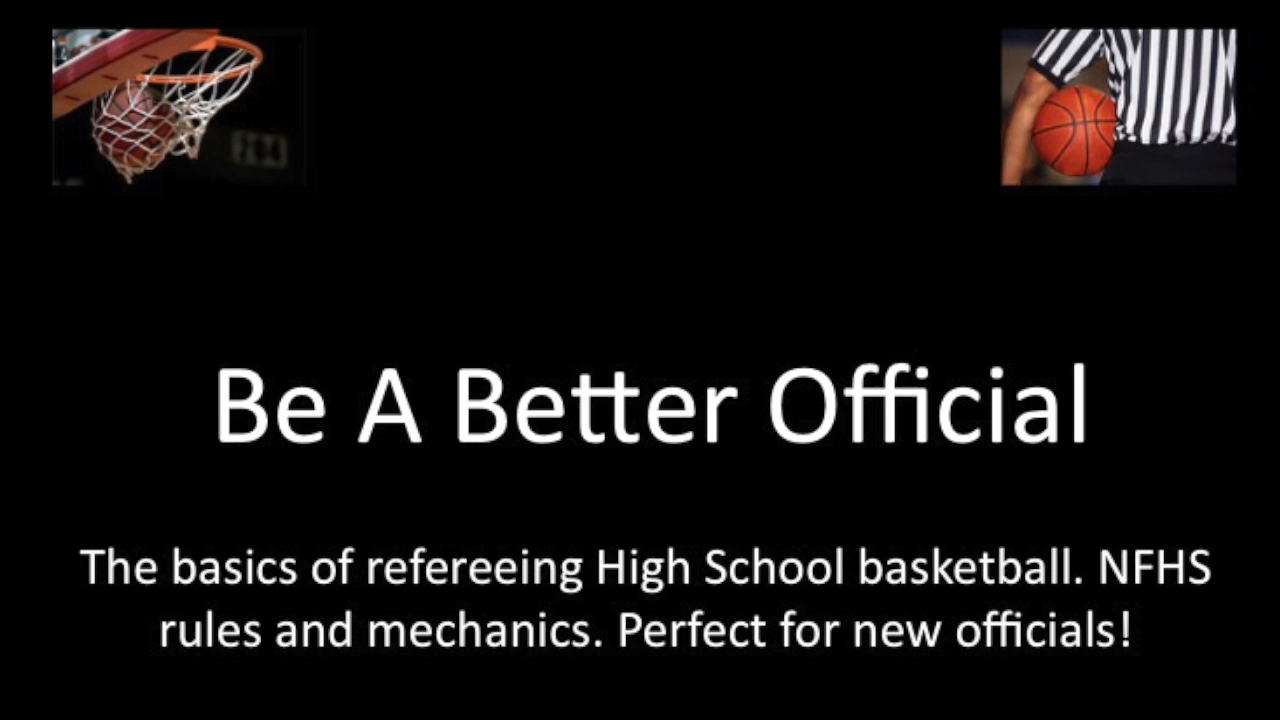 Be A Better Official
The basics of refereeing High School basketball. NFHS
rules and mechanics. Perfect for new officials!